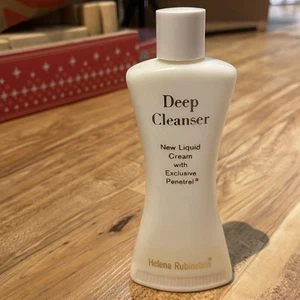 Deep
Cleanser
New Liquid
Cream
with
Exclusive
Penetral*
Helena Rubinstein